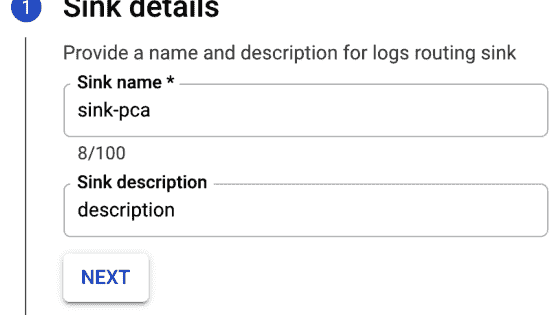 1 Sink details
Provide a name and description for logs routing sink
Sink name *
sink-pca
8/100
Sink description
description
NEXT